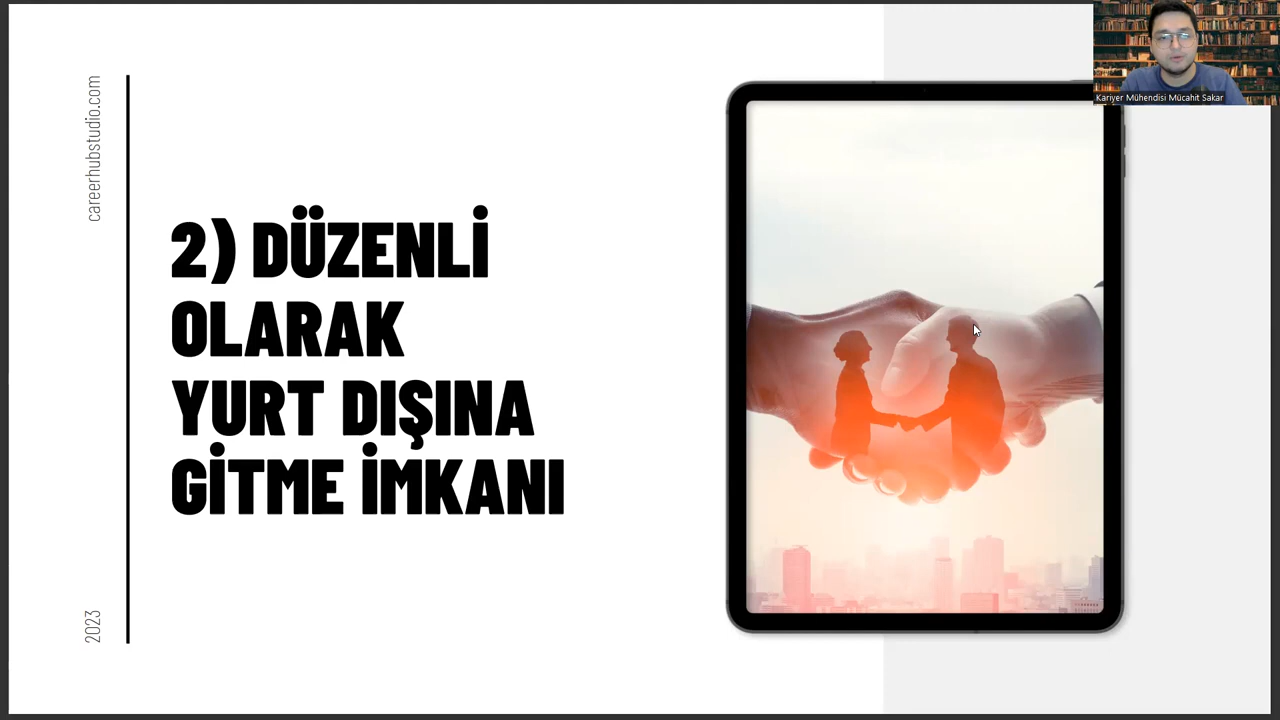 careerhubstudio.com
2) DÜZENLİ
OLARAK
YURT DIŞINA
GİTME İMKANI
2023
Kariyer Mühendisi Mücahit Sakar